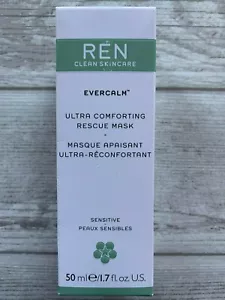 REN
CLEAN SKINCARE
EVERCALM™
ULTRA COMFORTING
RESCUE MASK
•
MASQUE APAISANT
ULTRA-RÉCONFORTANT
SENSITIVE
•
PEAUX SENSIBLES
50 ml℮/1.7 fl. oz. U.S.